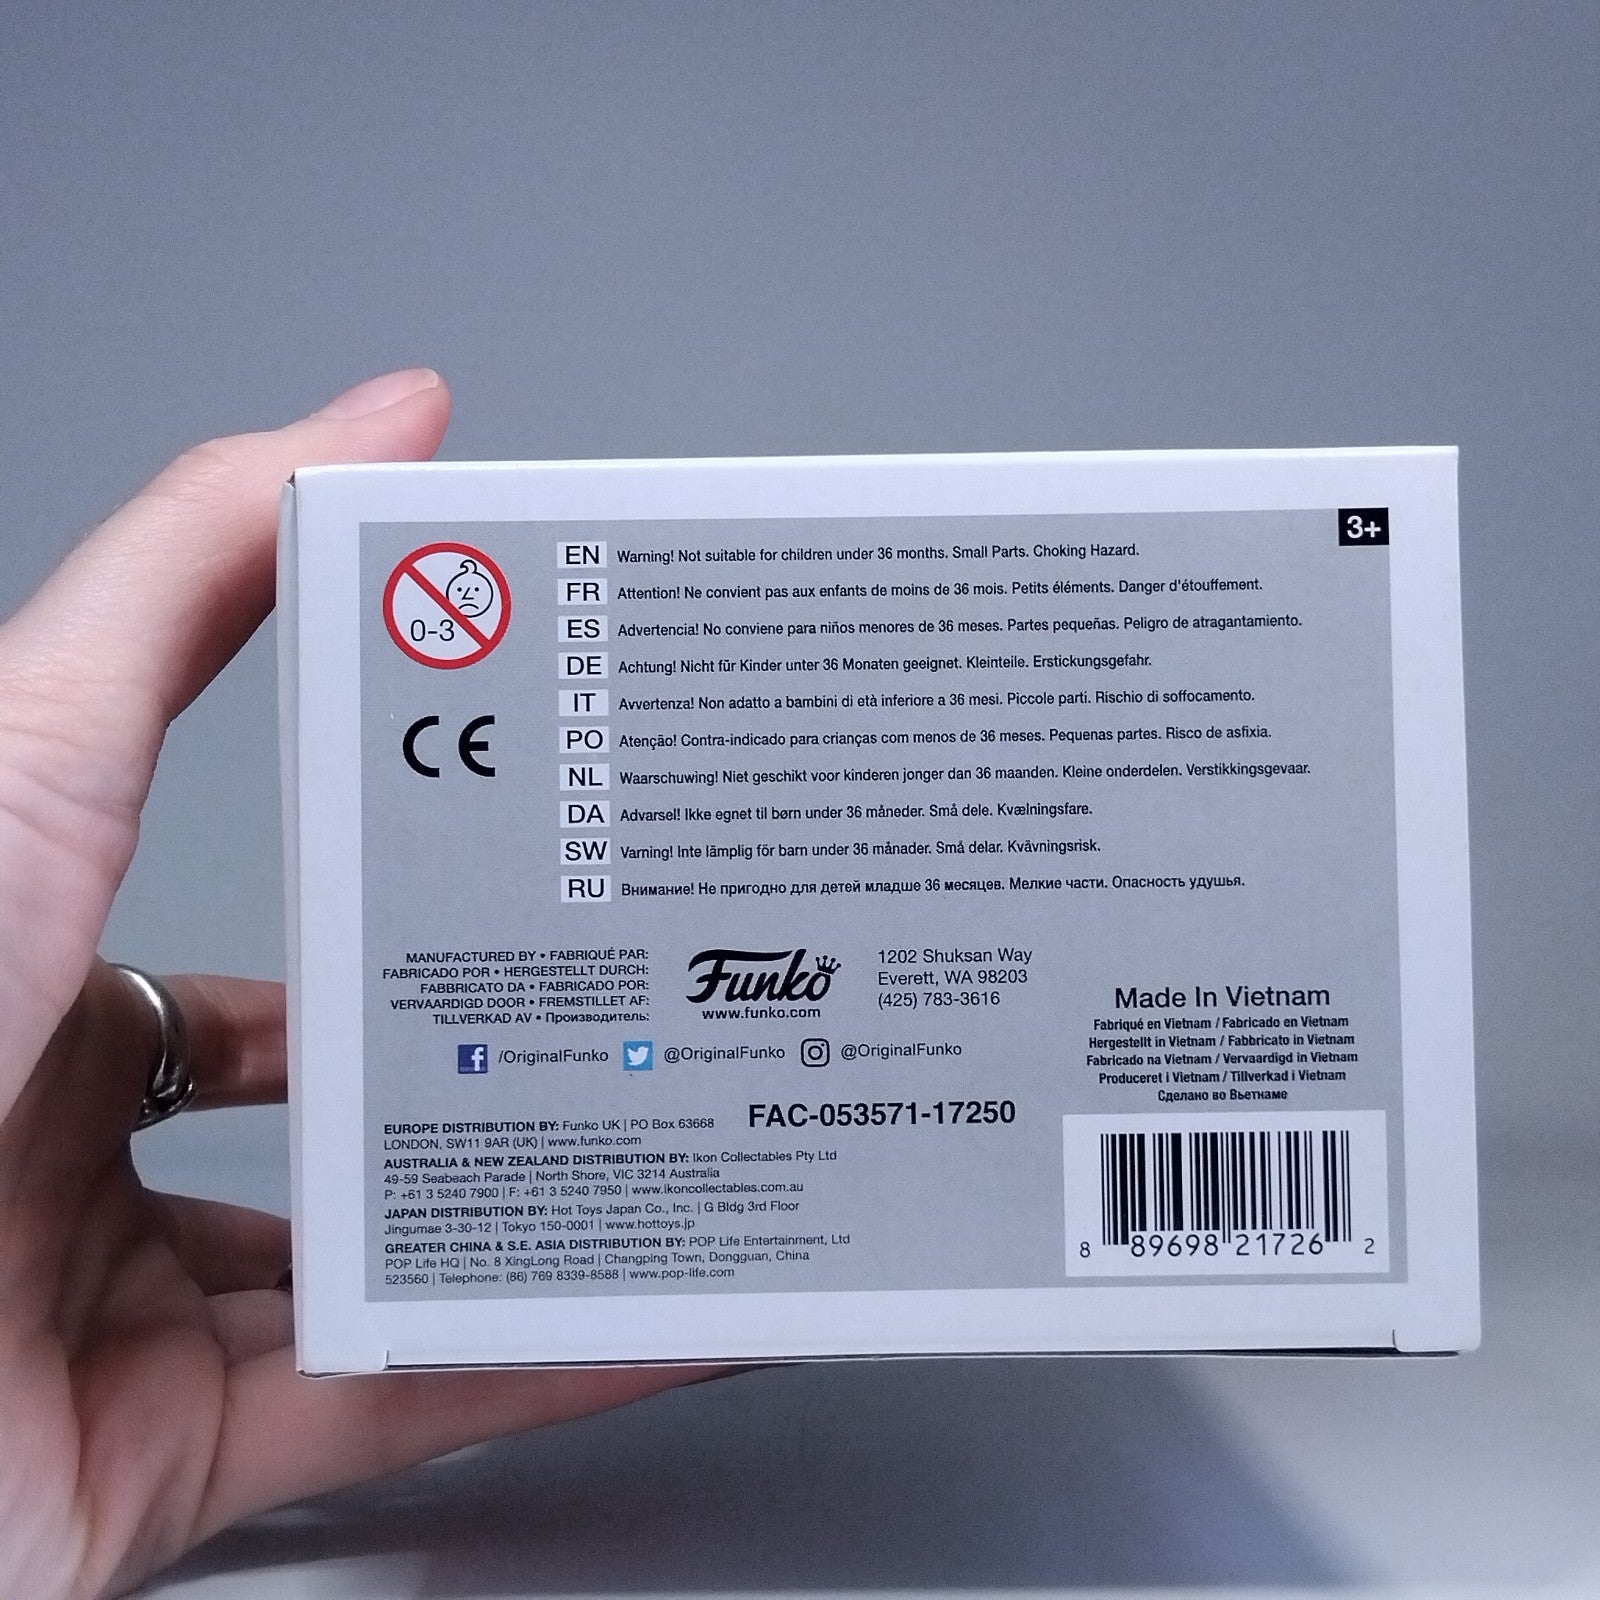 3+
0-3
CE
EN Warning! Not suitable for children under 36 months. Small Parts. Choking Hazard.
FR Attention! Ne convient pas aux enfants de moins de 36 mois. Petits éléments. Danger d'étouffement.
ES Advertencia! No conviene para niños menores de 36 meses. Partes pequeñas. Peligro de atragantamiento.
DE Achtung! Nicht für Kinder unter 36 Monaten geeignet. Kleinteile. Erstickungsgefahr.
IT Avvertenza! Non adatto a bambini di età inferiore a 36 mesi. Piccole parti. Rischio di soffocamento.
PO Atenção! Contra-indicado para crianças com menos de 36 meses. Pequenas partes. Risco de asfixia.
NL Waarschuwing! Niet geschikt voor kinderen jonger dan 36 maanden. Kleine onderdelen. Verstikkingsgevaar.
DA Advarsel! Ikke egnet til børn under 36 måneder. Små dele. Kvælningsfare.
SW Varning! Inte lämplig för barn under 36 månader. Små delar. Kvävningsrisk.
RU Внимание! Не пригодно для детей младше 36 месяцев. Мелкие части. Опасность удушья.
MANUFACTURED BY • FABRIQUÉ PAR:
FABRICADO POR • HERGESTELLT DURCH:
FABBRICATO DA • FABRICADO POR:
VERVAARDIGD DOOR • FREMSTILLET AF:
TILLVERKAD AV • Производитель:
Funko
www.funko.com
1202 Shuksan Way
Everett, WA 98203
(425) 783-3616
/OriginalFunko @OriginalFunko @OriginalFunko
Made In Vietnam
Fabriqué en Vietnam / Fabricado en Vietnam
Hergestellt in Vietnam / Fabbricato in Vietnam
Fabricado na Vietnam / Vervaardigd in Vietnam
Produceret i Vietnam / Tillverkad i Vietnam
Сделано во Вьетнаме
FAC-053571-17250
EUROPE DISTRIBUTION BY: Funko UK | PO Box 63668
LONDON, SW11 9AR (UK) | www.funko.com
AUSTRALIA & NEW ZEALAND DISTRIBUTION BY: Ikon Collectables Pty Ltd
49-59 Seabeach Parade | North Shore, VIC 3214 Australia
P: +61 3 5240 7900 | F: +61 3 5240 7950 | www.ikoncollectables.com.au
JAPAN DISTRIBUTION BY: Hot Toys Japan Co., Inc. | G Bldg 3rd Floor
Jingumae 3-30-12 | Tokyo 150-0001 | www.hottoys.jp
GREATER CHINA & S.E. ASIA DISTRIBUTION BY: POP Life Entertainment, Ltd
POP Life HQ | No. 8 XingLong Road | Changping Town, Dongguan, China
523560 | Telephone: (86) 769 8339-8588 | www.pop-life.com
8 89698 21726 2